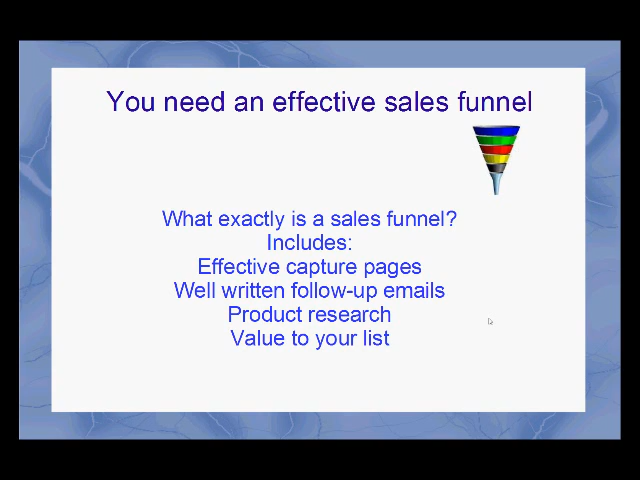 You need an effective sales funnel
What exactly is a sales funnel?
Includes:
Effective capture pages
Well written follow-up emails
Product research
Value to your list